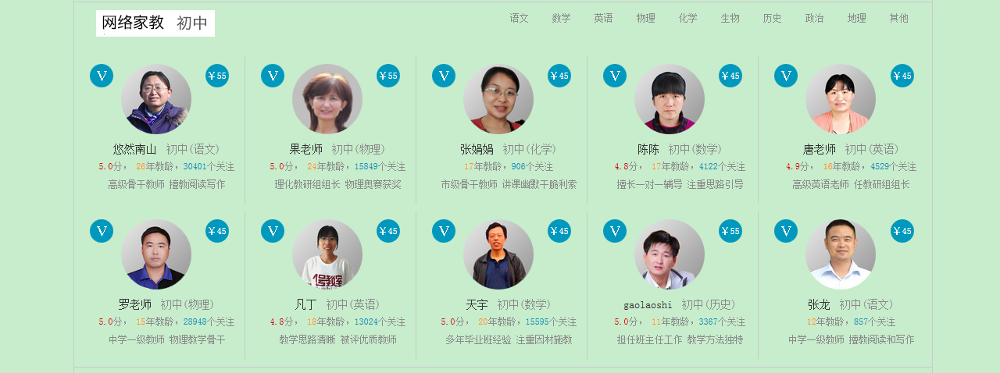 网络家教 初中
语文 数学 英语 物理 化学 生物 历史 政治 地理 其他
V ￥55 V ￥55 V ￥45 V ￥45 V ￥45
悠然南山 初中(语文) 果老师 初中(物理) 张娟娟 初中(化学) 陈陈 初中(数学) 唐老师 初中(英语)
5.0分， 26年教龄，30401个关注 5.0分， 24年教龄，15849个关注 17年教龄，906个关注 4.8分， 17年教龄，4122个关注 4.9分， 16年教龄，4529个关注
高级骨干教师 擅教阅读写作 理化教研组组长 物理奥赛获奖 市级骨干教师 讲课幽默干脆利索 擅长一对一辅导 注重思路引导 高级英语老师 任教研组组长
V ￥45 V ￥45 V ￥45 V ￥55 V ￥45
罗老师 初中(物理) 凡丁 初中(英语) 天宇 初中(数学) gaolaoshi 初中(历史) 张龙 初中(语文)
5.0分， 15年教龄，28948个关注 4.8分， 18年教龄，13024个关注 5.0分， 20年教龄，15595个关注 5.0分， 11年教龄，3367个关注 12年教龄，857个关注
中学一级教师 物理教学骨干 教学思路清晰 被评优质教师 多年毕业班经验 注重因材施教 担任班主任工作 教学方法独特 中学一级教师 擅教阅读和写作